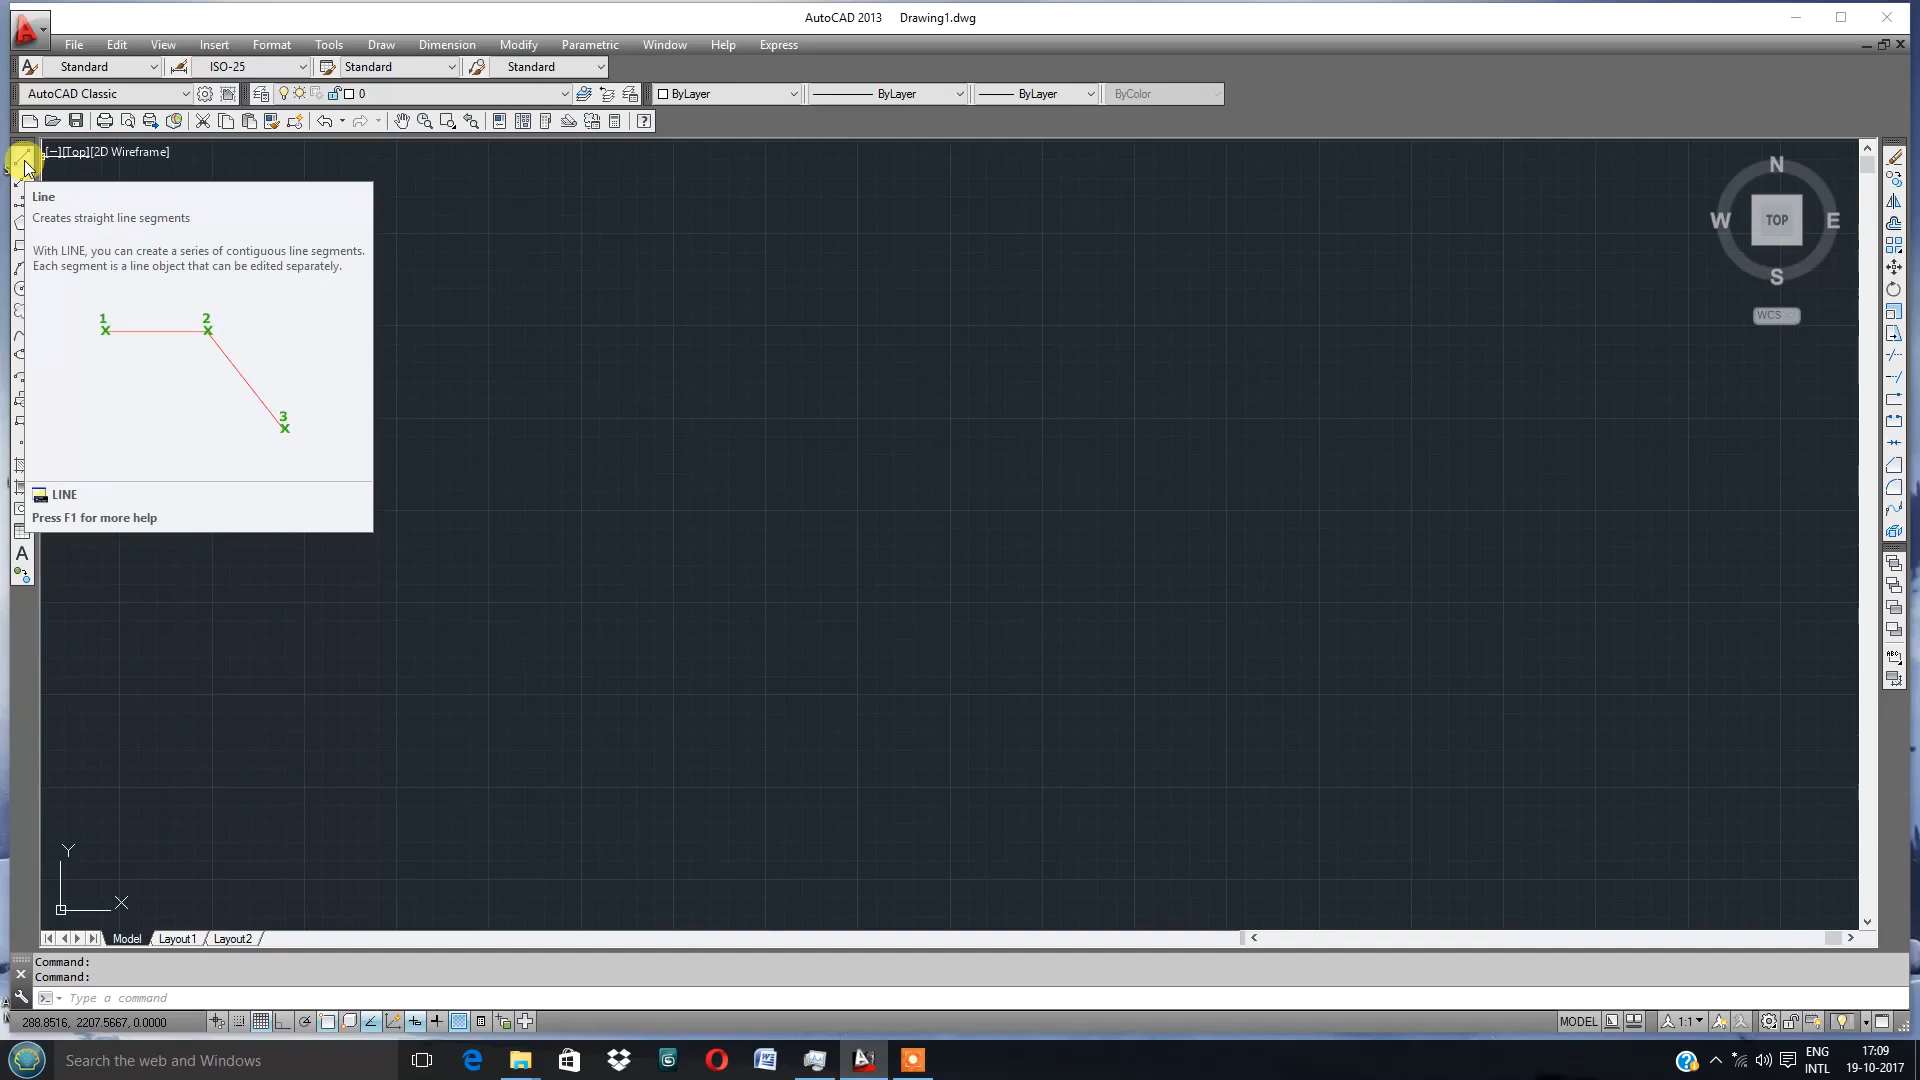 AutoCAD 2013 Drawing1.dwg
File Edit View Insert Format Tools Draw Dimension Modify Parametric Window Help Express
Standard ISO-25 Standard Standard
AutoCAD Classic 0 ByLayer ByLayer ByLayer ByColor
[−][Top][2D Wireframe]
Line
Creates straight line segments
With LINE, you can create a series of contiguous line segments.
Each segment is a line object that can be edited separately.
1 2
3
LINE
Press F1 for more help
A
N
W TOP E
S
WCS
ABC
Y
X
Model Layout1 Layout2
Command:
Command:
Type a command
288.8516, 2207.5667, 0.0000 MODEL 1:1
Search the web and Windows
ENG
INTL
17:09
19-10-2017